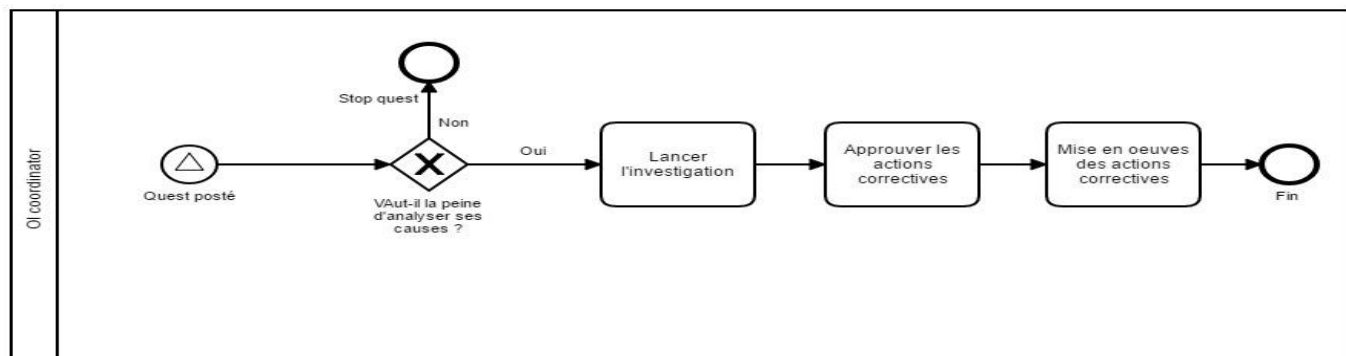 OI coordinator
Quest posté
Stop quest
Non
VAut-il la peine
d'analyser ses
causes ?
Oui
Lancer
l'investigation
Approuver les
actions
correctives
Mise en oeuves
des actions
correctives
Fin